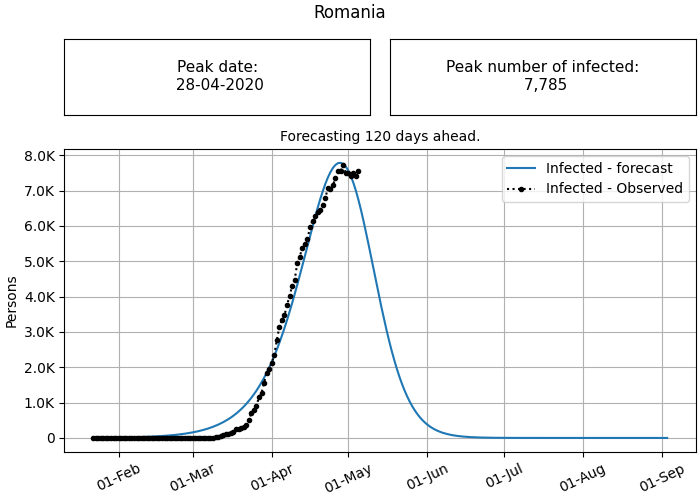 Romania
Peak date:
28-04-2020
Peak number of infected:
7,785
Forecasting 120 days ahead.
8.0K
7.0K
6.0K
5.0K
4.0K
3.0K
2.0K
1.0K
0
Persons
Infected - forecast
Infected - Observed
01-Feb
01-Mar
01-Apr
01-May
01-Jun
01-Jul
01-Aug
01-Sep